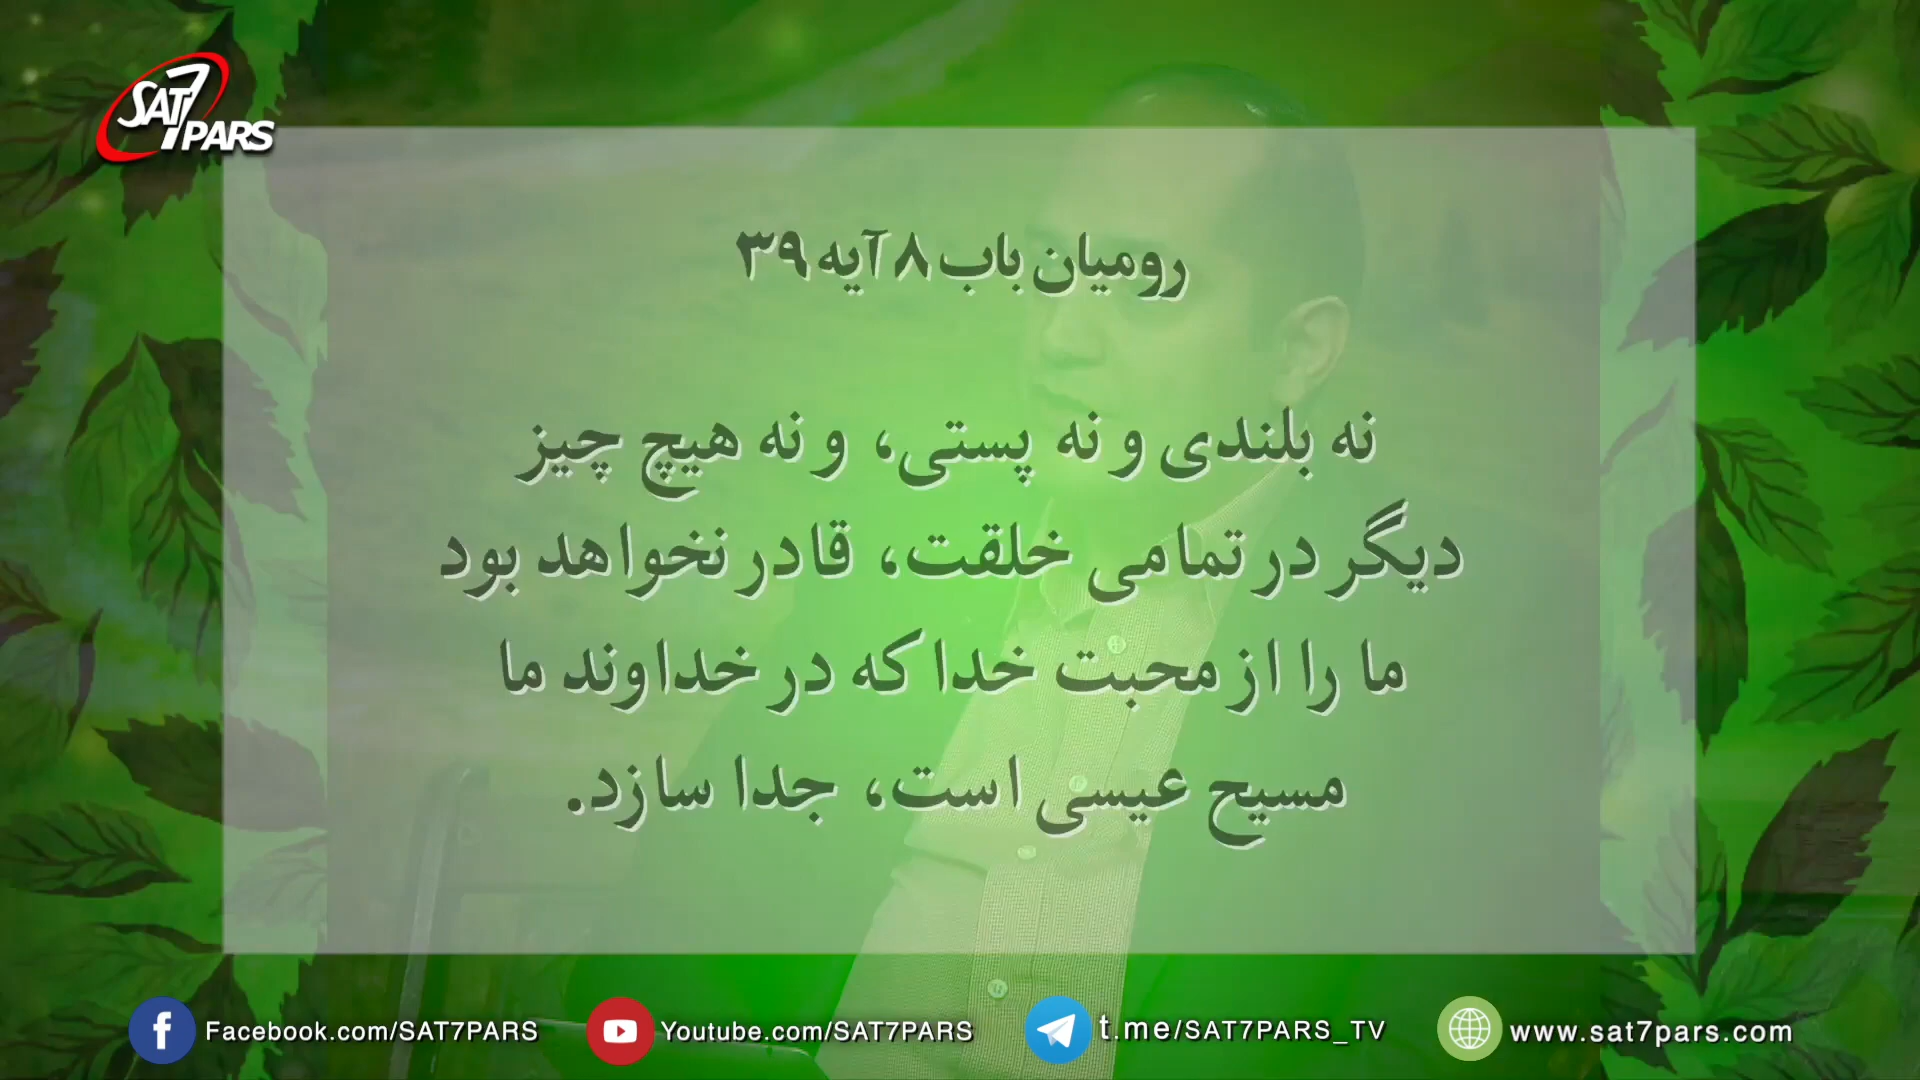 SAT7 PARS
رومیان باب ۸ آیه ۳۹
نه بلندی و نه پستی، و نه هیچ چیز
دیگر در تمامی خلقت، قادر نخواهد بود
ما را از محبت خدا که در خداوند ما
مسیح عیسی است، جدا سازد.
Facebook.com/SAT7PARS
Youtube.com/SAT7PARS
t.me/SAT7PARS_TV
www.sat7pars.com